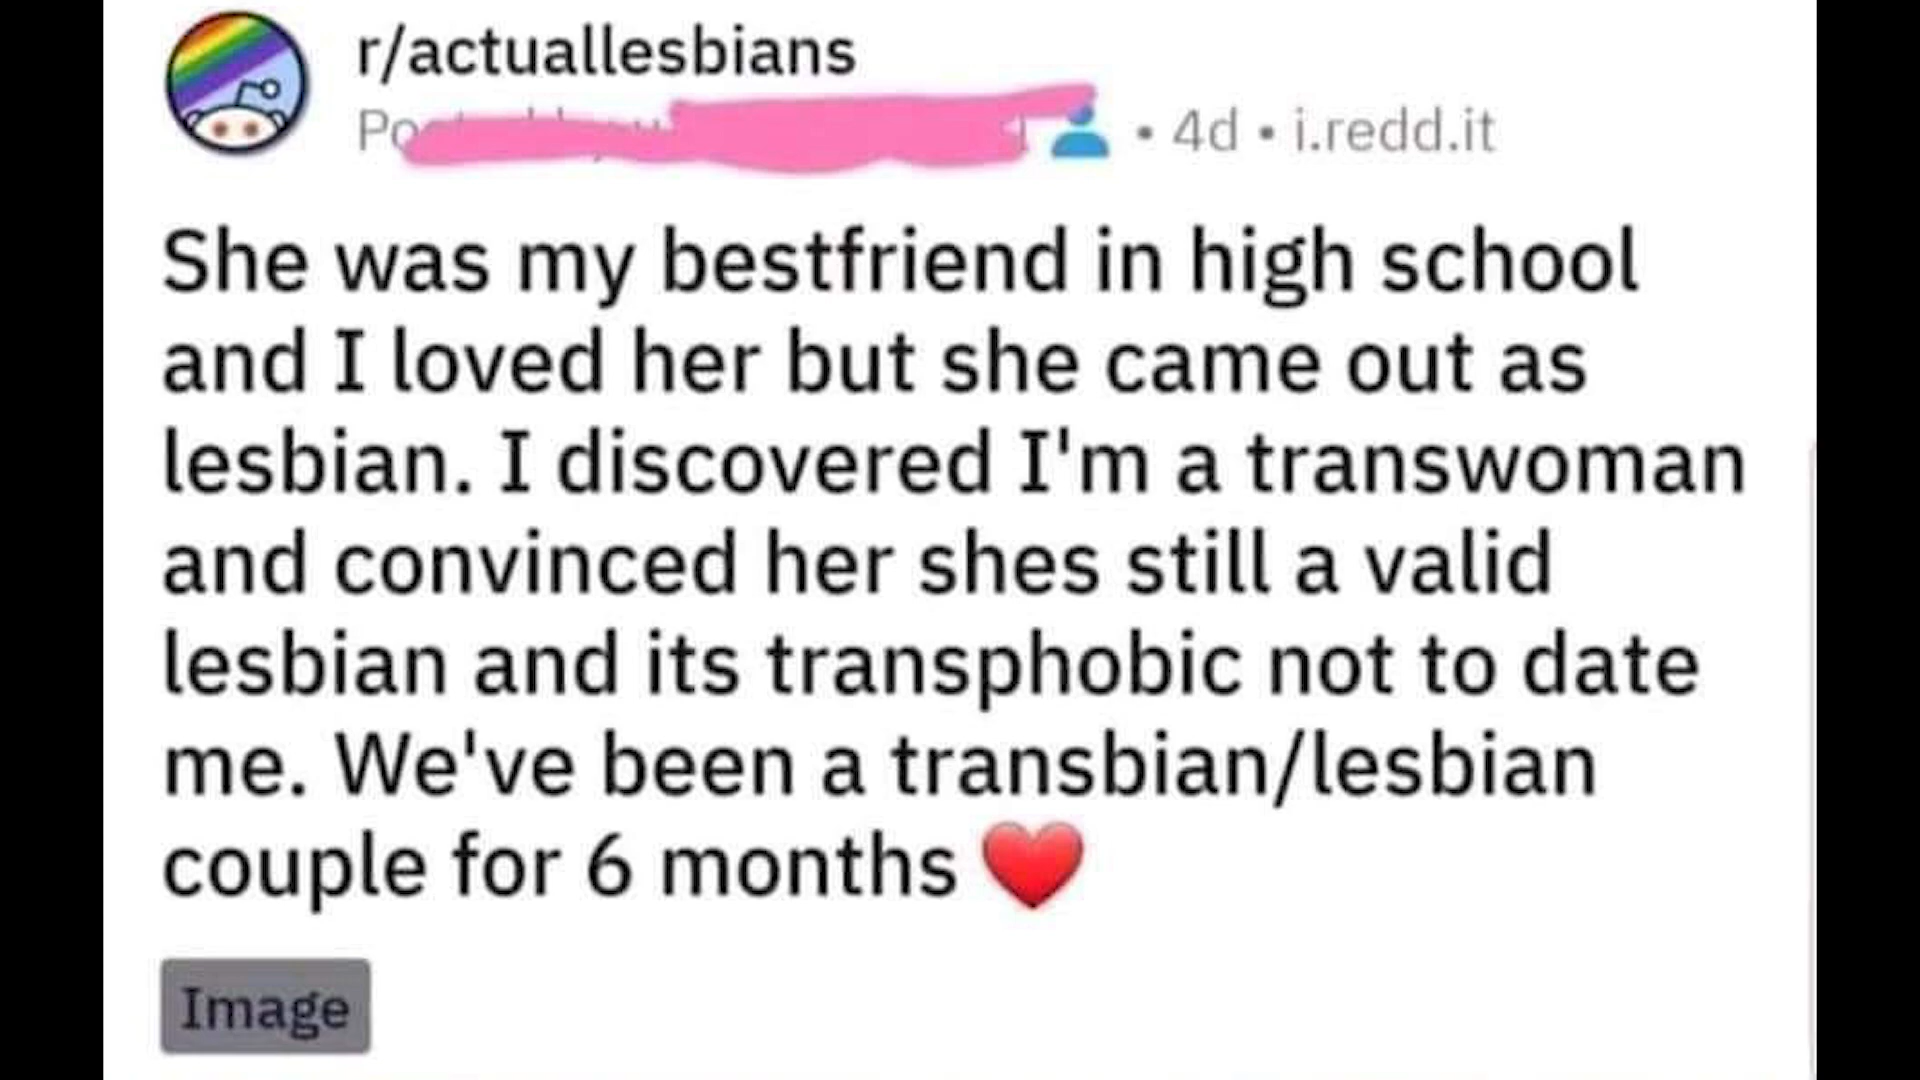 r/actuallesbians
• 4d • i.redd.it
She was my bestfriend in high school
and I loved her but she came out as
lesbian. I discovered I'm a transwoman
and convinced her shes still a valid
lesbian and its transphobic not to date
me. We've been a transbian/lesbian
couple for 6 months ❤️
Image